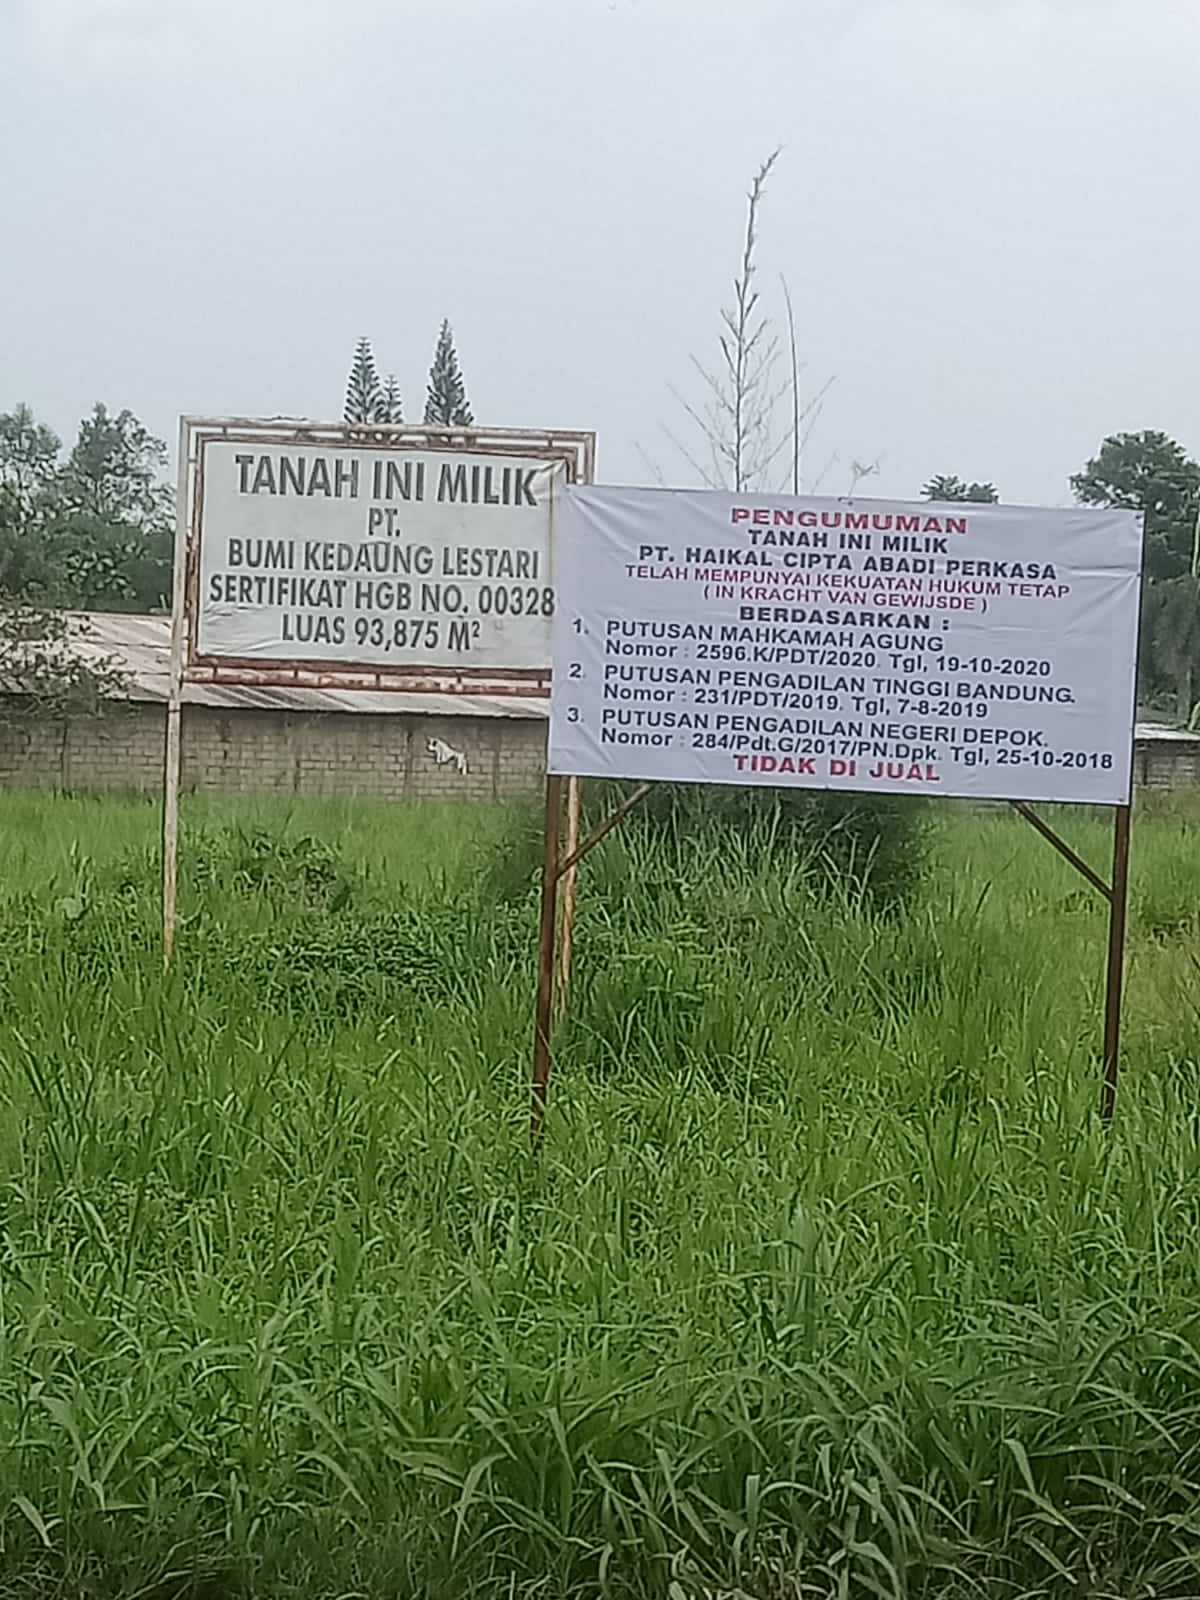 TANAH INI MILIK
PT.
BUMI KEDAUNG LESTARI
SERTIFIKAT HGB NO. 00328
LUAS 93,875 M²
PENGUMUMAN
TANAH INI MILIK
PT. HAIKAL CIPTA ABADI PERKASA
TELAH MEMPUNYAI KEKUATAN HUKUM TETAP
( IN KRACHT VAN GEWIJSDE )
BERDASARKAN :
1. PUTUSAN MAHKAMAH AGUNG
Nomor : 2596.K/PDT/2020. Tgl, 19-10-2020
2. PUTUSAN PENGADILAN TINGGI BANDUNG.
Nomor : 231/PDT/2019. Tgl, 7-8-2019
3. PUTUSAN PENGADILAN NEGERI DEPOK.
Nomor : 284/Pdt.G/2017/PN.Dpk. Tgl, 25-10-2018
TIDAK DI JUAL